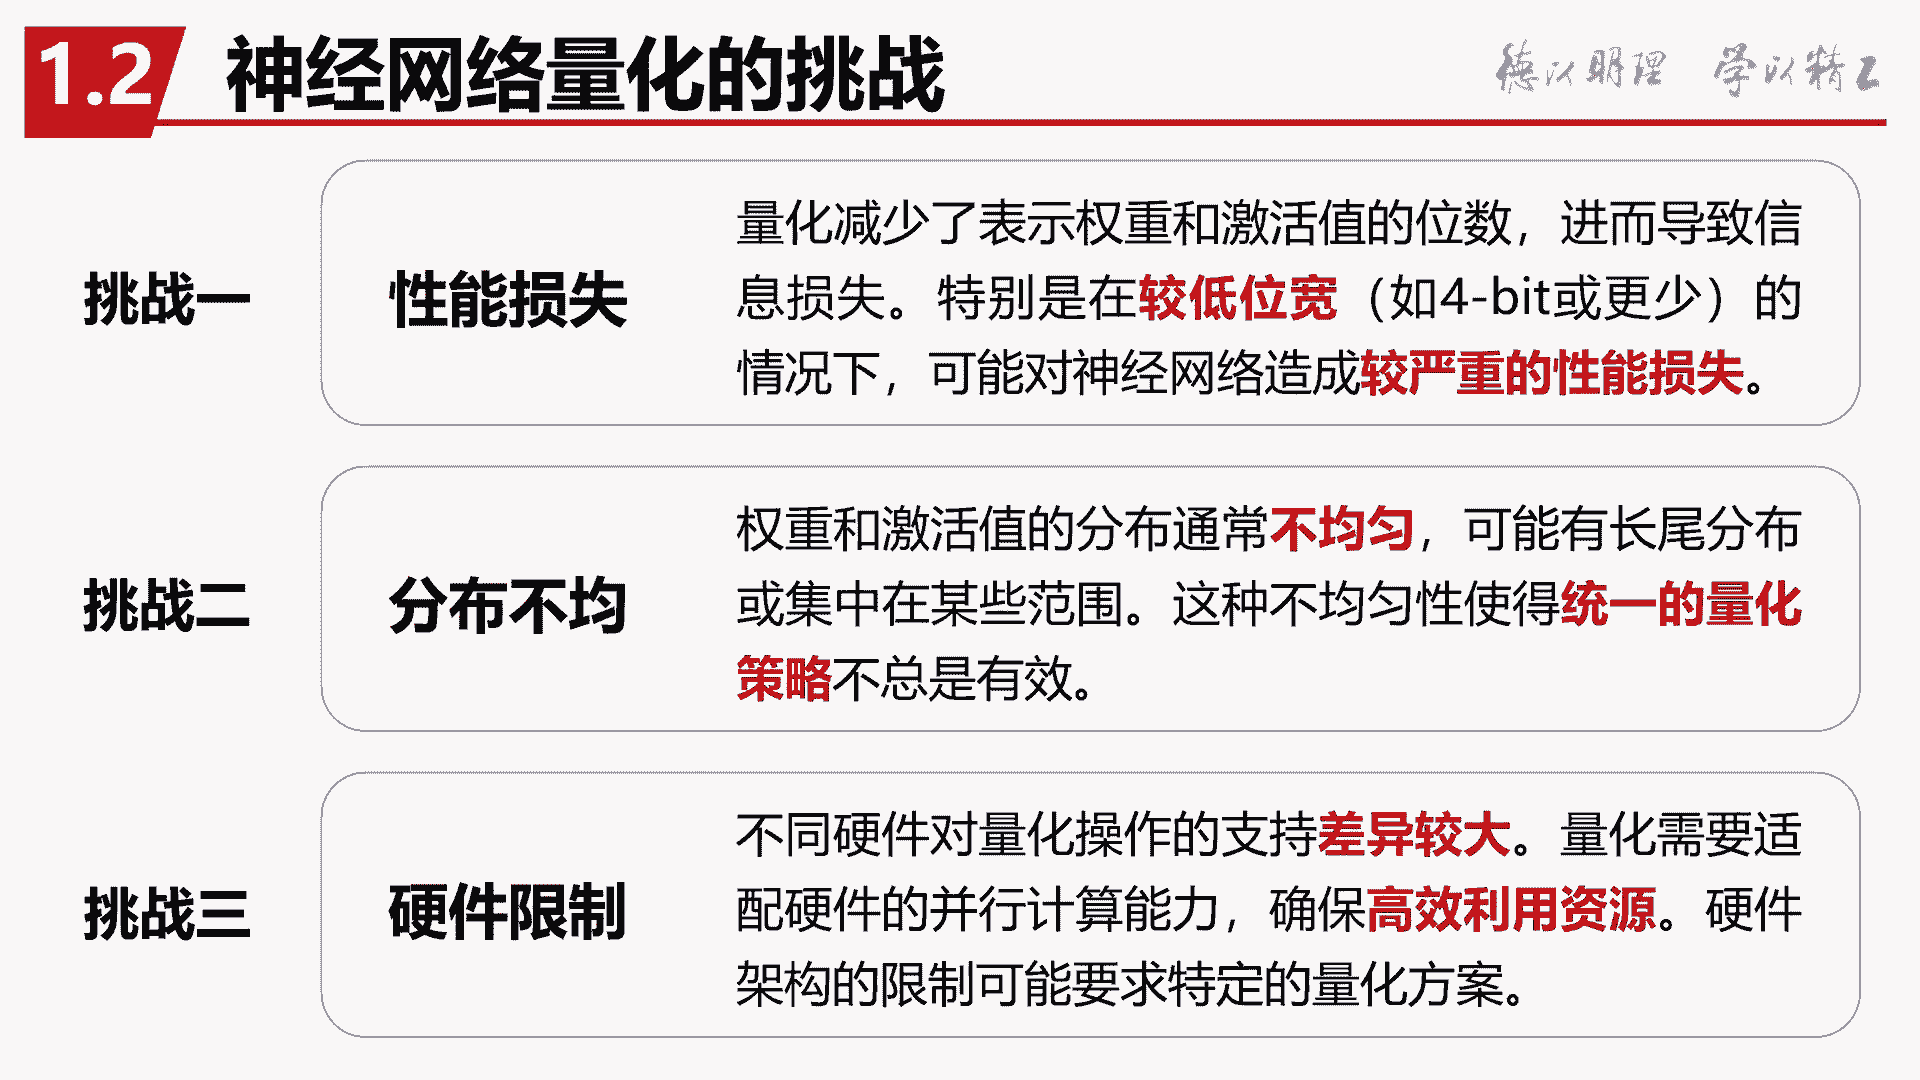 1.2 神经网络量化的挑战
德以明理 学以精工
挑战一
性能损失
量化减少了表示权重和激活值的位数，进而导致信
息损失。特别是在较低位宽（如4-bit或更少）的
情况下，可能对神经网络造成较严重的性能损失。
挑战二
分布不均
权重和激活值的分布通常不均匀，可能有长尾分布
或集中在某些范围。这种不均匀性使得统一的量化
策略不总是有效。
挑战三
硬件限制
不同硬件对量化操作的支持差异较大。量化需要适
配硬件的并行计算能力，确保高效利用资源。硬件
架构的限制可能要求特定的量化方案。